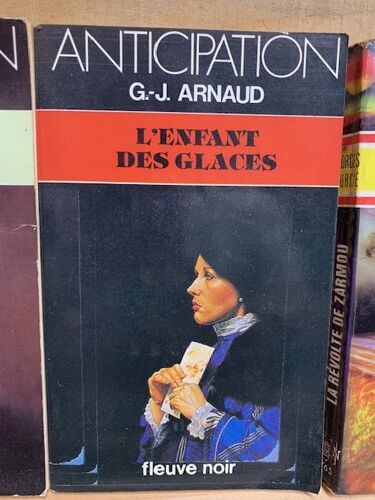 ANTICIPATION
G.-J. ARNAUD
L'ENFANT
DES GLACES
fleuve noir
N
LA RÉVOLTE DE ZARMOU